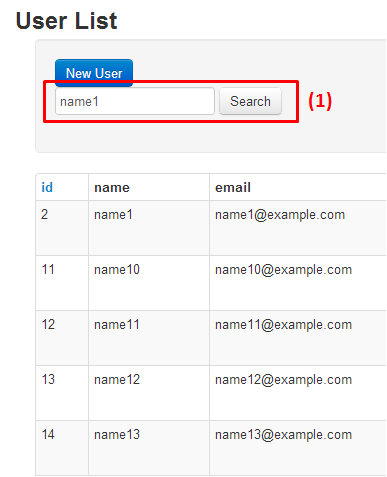 User List
New User
name1 Search (1)
id name email
2 name1 name1@example.com
11 name10 name10@example.com
12 name11 name11@example.com
13 name12 name12@example.com
14 name13 name13@example.com